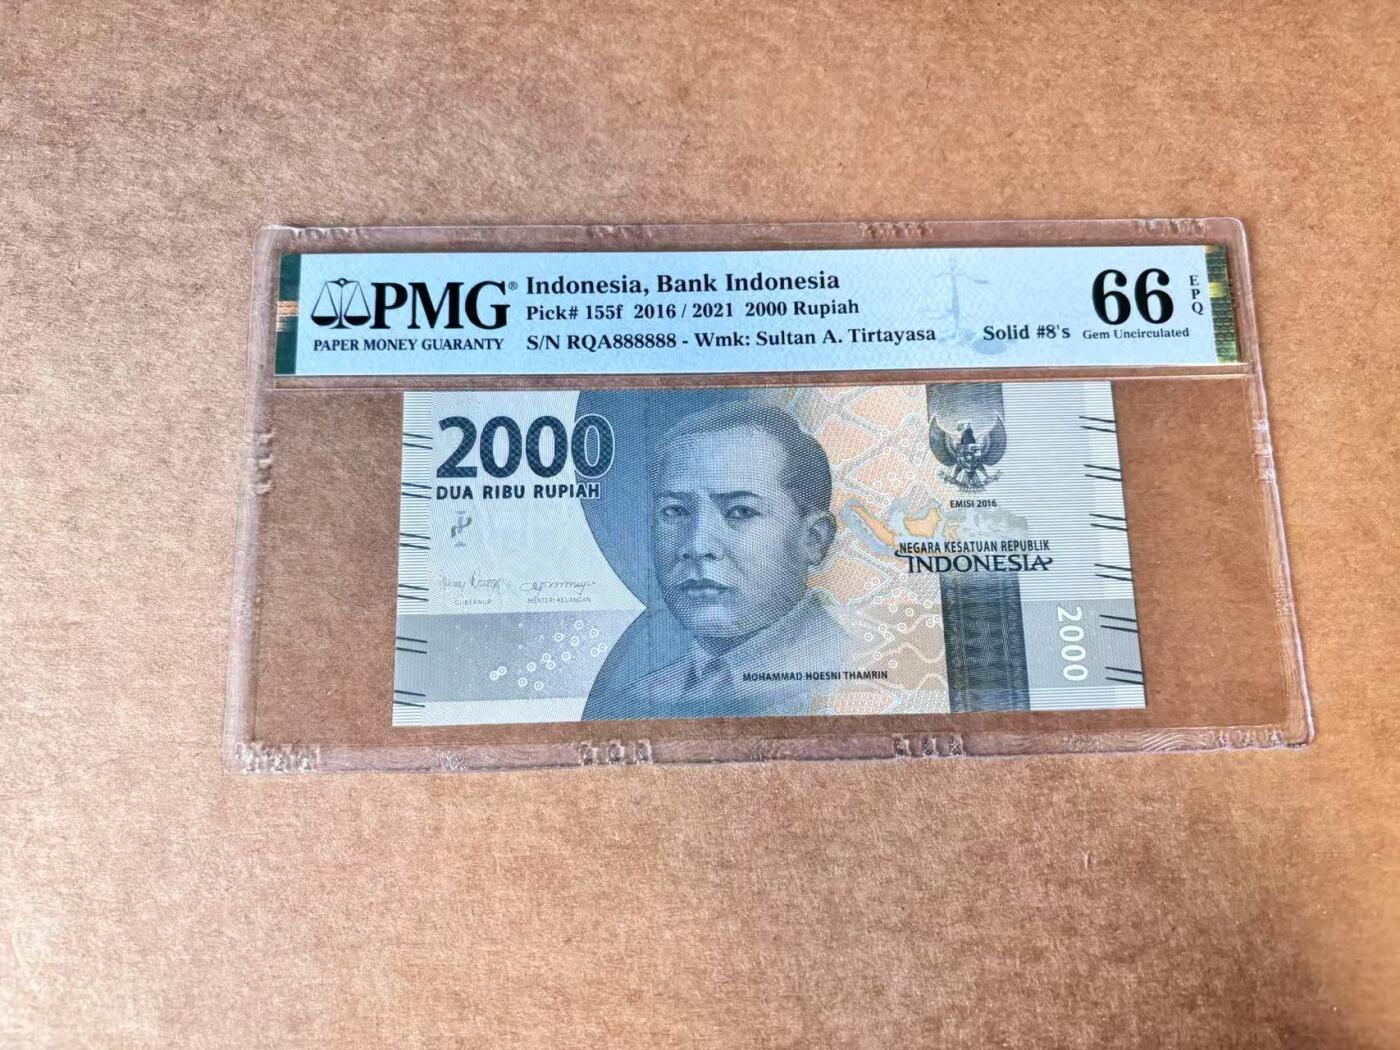 PMG®
PAPER MONEY GUARANTY
Indonesia, Bank Indonesia
Pick# 155f 2016 / 2021 2000 Rupiah
S/N RQA888888 - Wmk: Sultan A. Tirtayasa
Solid #8's
66
EPQ
Gem Uncirculated
2000
DUA RIBU RUPIAH
GUBERNUR
MENTERI KEUANGAN
EMISI 2016
NEGARA KESATUAN REPUBLIK
INDONESIA
MOHAMMAD HOESNI THAMRIN
2000